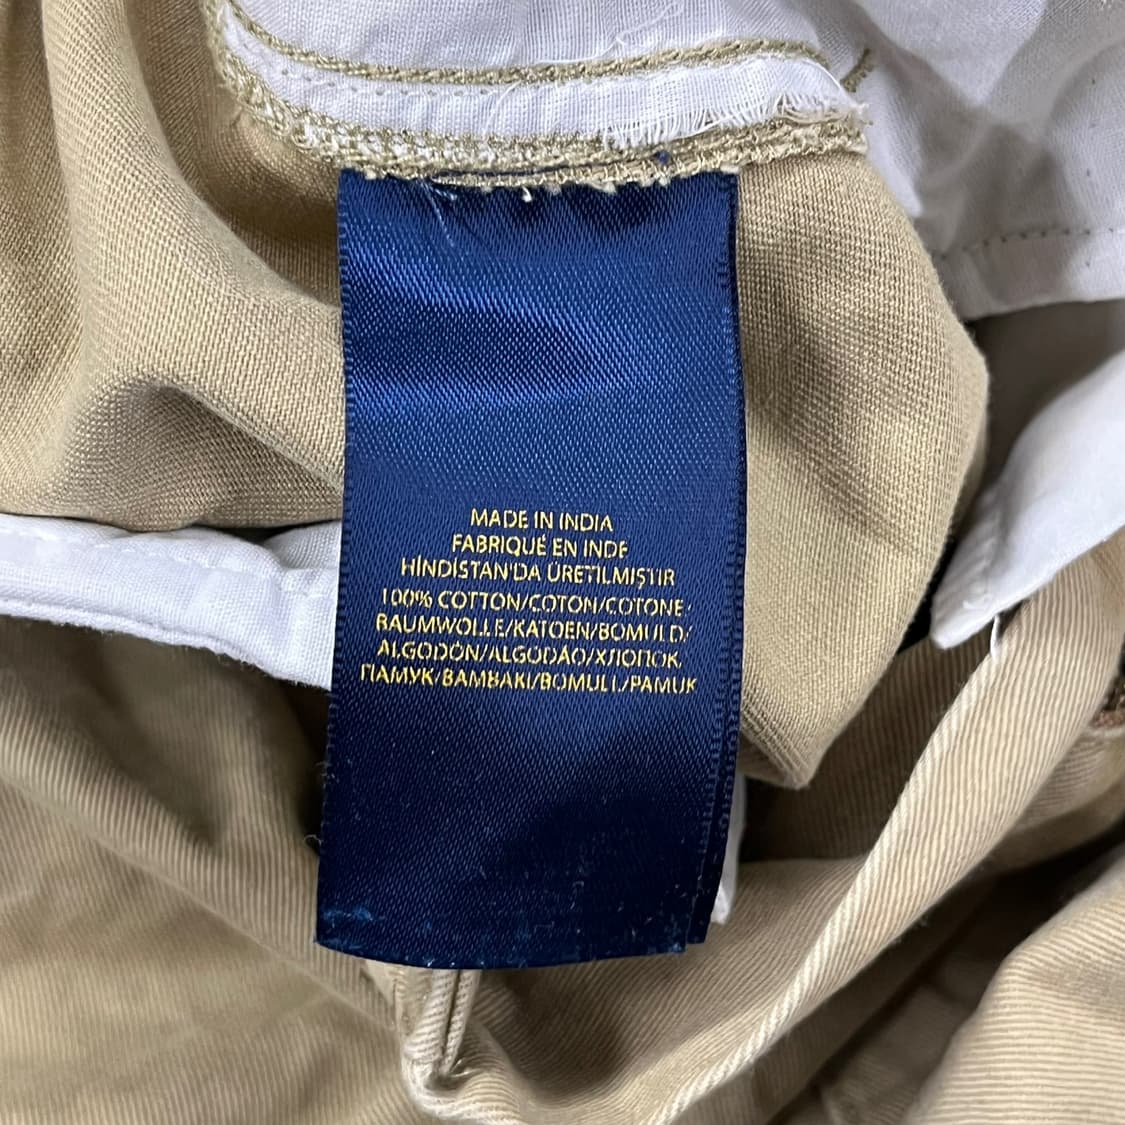 MADE IN INDIA
FABRIQUÉ EN INDE
HİNDİSTAN'DA ÜRETİLMİŞTİR
100% COTTON/COTON/COTONE/
BAUMWOLLE/KATOEN/BOMULD/
ALGODÓN/ALGODÃO/ХЛОПОК,
ПАМУК/BAMBAKI/BOMULL/PAMUK